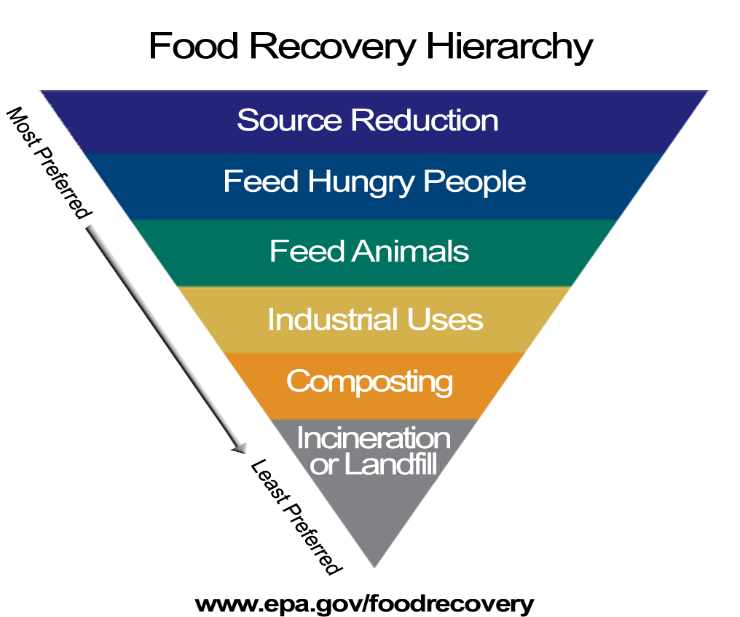 Food Recovery Hierarchy
Most Preferred
Source Reduction
Feed Hungry People
Feed Animals
Industrial Uses
Composting
Incineration
or Landfill
Least Preferred
www.epa.gov/foodrecovery